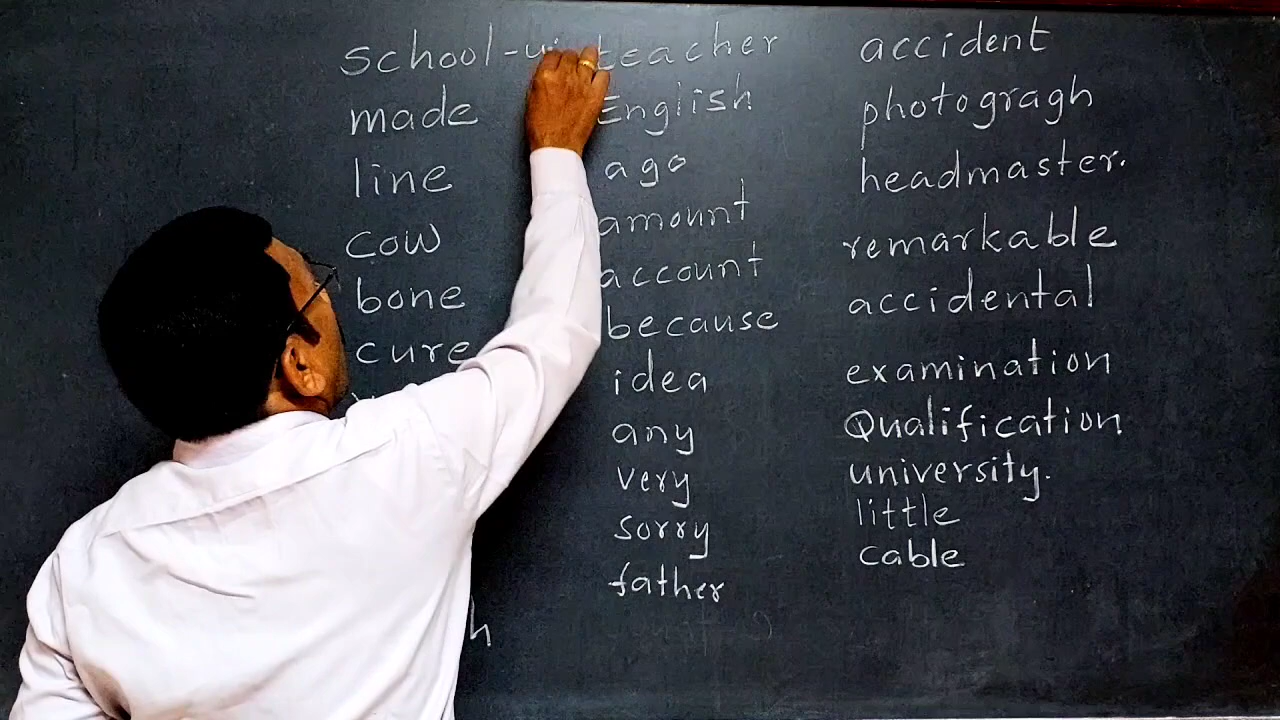 school-
made
line
cow
bone
cure
h
teacher
English
ago
amount
account
because
idea
any
very
sorry
father
accident
photogragh
headmaster.
remarkable
accidental
examination
Qualification.
university.
little
cable